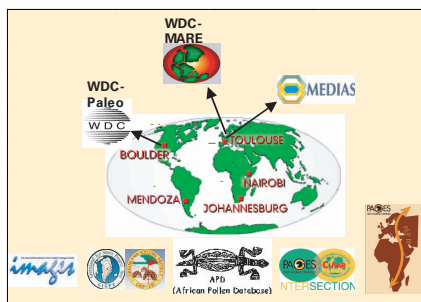 WDC-
MARE
WDC-
Paleo
WDC
MEDIAS
TOULOUSE
BOULDER
NAIROBI
MENDOZA
JOHANNESBURG
PAGES
images
APD
(African Pollen Database)
PAGES
CLIVAR
INTERSECTION